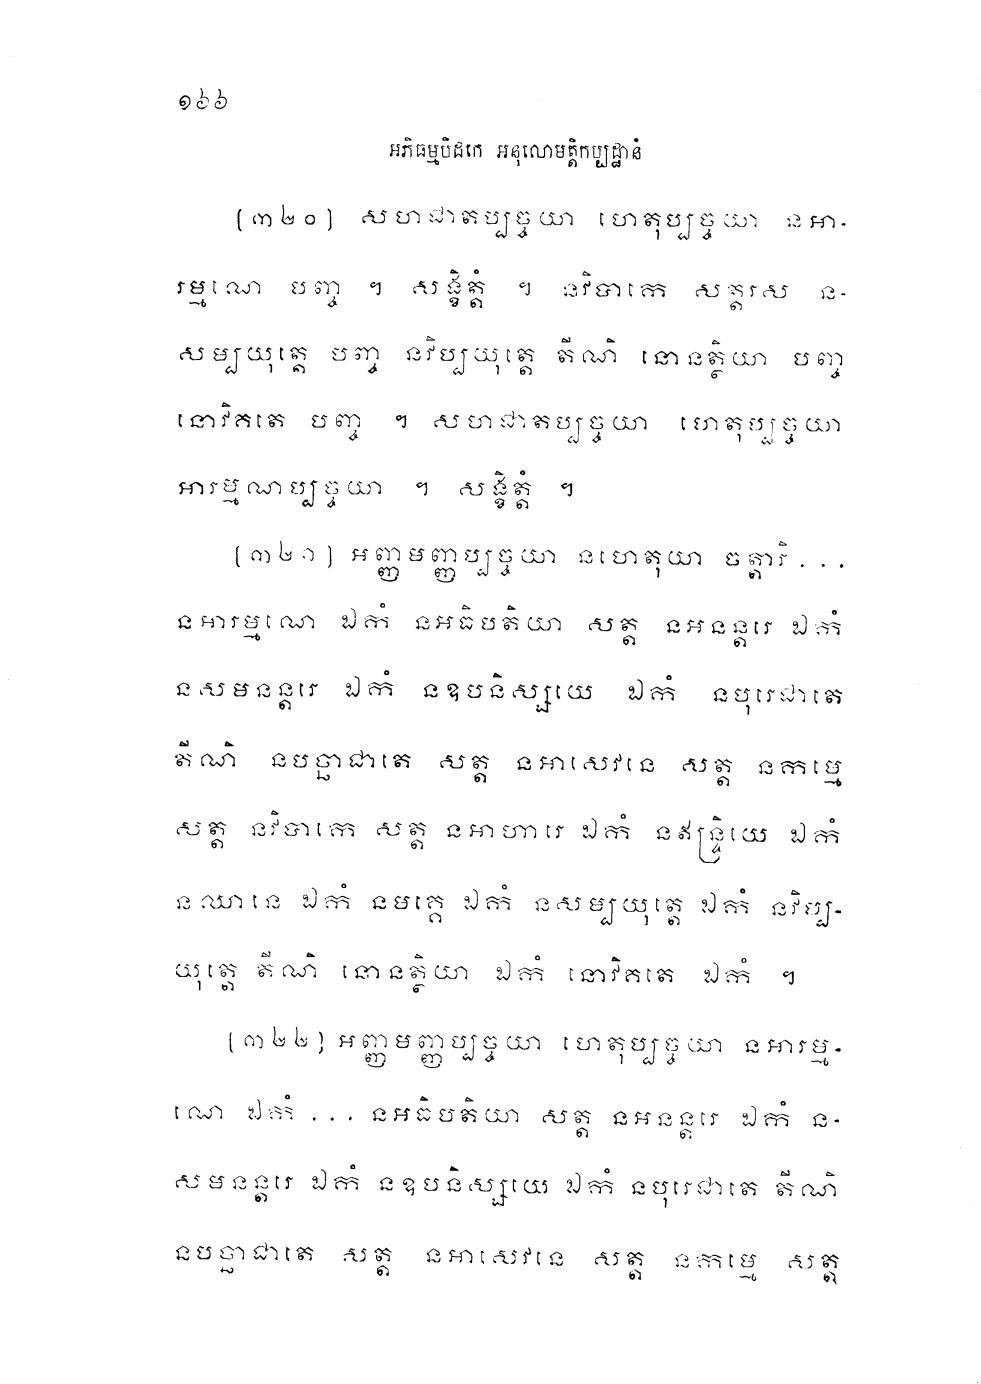 ១៦៦
អភិធម្មបិដកេ អនុលោមត្តិកប្បដ្ឋានំ
[៣២០] សហជាតប្បច្ចយា ហេតុប្បច្ចយា នអា-
រម្មណេ បញ្ច ។ សង្ខិត្តំ ។ នវិបាកេ សត្តរស ន-
សម្បយុត្តេ បញ្ច នវិប្បយុត្តេ តីណិ នោនត្ថិយា បញ្ច
នោវិគតេ បញ្ច ។ សហជាតប្បច្ចយា ហេតុប្បច្ចយា
អារម្មណប្បច្ចយា ។ សង្ខិត្តំ ។
[៣២១] អញ្ញមញ្ញប្បច្ចយា នហេតុយា ចត្តារិ...
នអារម្មណេ ឯកំ នអធិបតិយា សត្ត នអនន្តរេ ឯកំ
នសមនន្តរេ ឯកំ នឧបនិស្សយេ ឯកំ នបុរេជាតេ
តីណិ នបច្ឆាជាតេ សត្ត នអាសេវនេ សត្ត នកម្មេ
សត្ត នវិបាកេ សត្ត នអាហារេ ឯកំ នឥន្ទ្រិយេ ឯកំ
នឈានេ ឯកំ នមគ្គេ ឯកំ នសម្បយុត្តេ ឯកំ នវិប្ប-
យុត្តេ តីណិ នោនត្ថិយា ឯកំ នោវិគតេ ឯកំ ។
[៣២២] អញ្ញមញ្ញប្បច្ចយា ហេតុប្បច្ចយា នអារម្ម-
ណេ ឯកំ ... នអធិបតិយា សត្ត នអនន្តរេ ឯកំ ន-
សមនន្តរេ ឯកំ នឧបនិស្សយេ ឯកំ នបុរេជាតេ តីណិ
នបច្ឆាជាតេ សត្ត នអាសេវនេ សត្ត នកម្មេ សត្ត